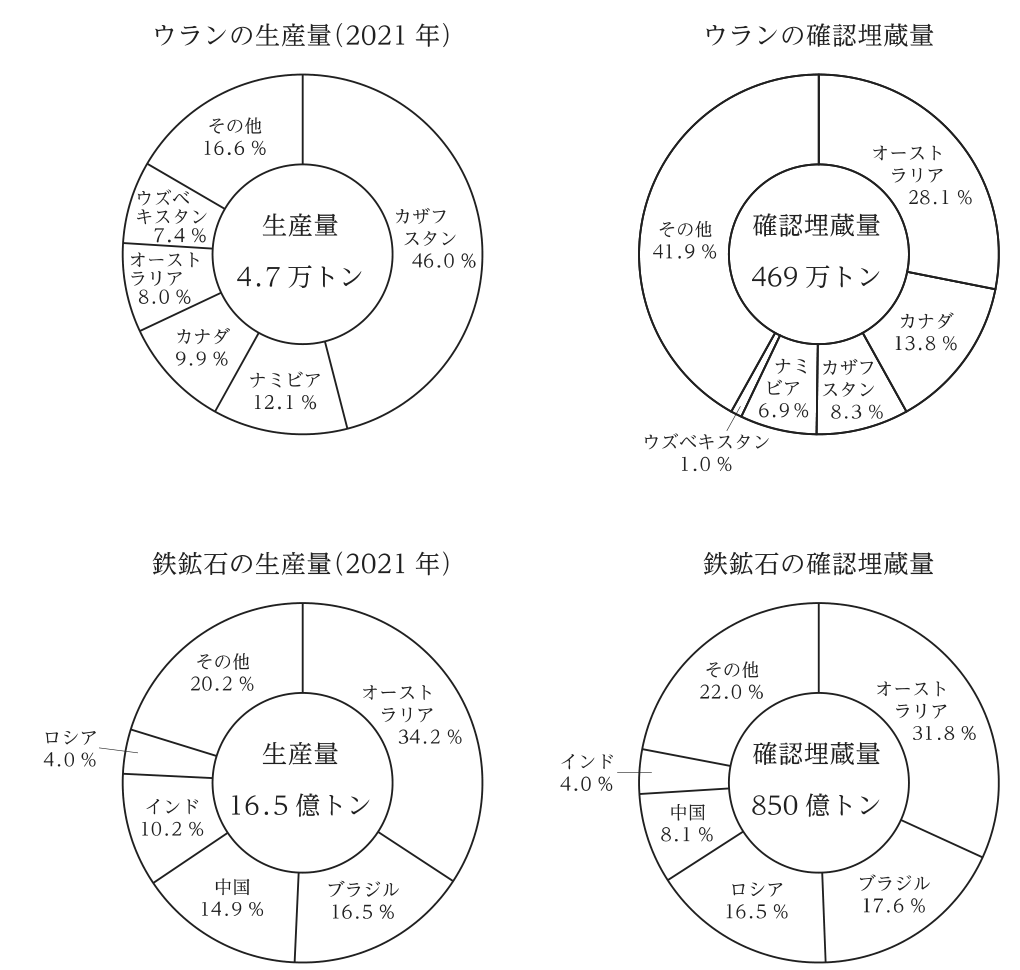 ウランの生産量(2021 年)
その他
16.6 %
ウズベ
キスタン
7.4 %
オースト
ラリア
8.0 %
カナダ
9.9 %
ナミビア
12.1 %
カザフ
スタン
46.0 %
生産量
4.7 万トン
ウランの確認埋蔵量
オースト
ラリア
28.1 %
カナダ
13.8 %
カザフ
スタン
8.3 %
ナミ
ビア
6.9 %
ウズベキスタン
1.0 %
その他
41.9 %
確認埋蔵量
469 万トン
鉄鉱石の生産量(2021 年)
その他
20.2 %
ロシア
4.0 %
インド
10.2 %
中国
14.9 %
ブラジル
16.5 %
オースト
ラリア
34.2 %
生産量
16.5 億トン
鉄鉱石の確認埋蔵量
その他
22.0 %
インド
4.0 %
中国
8.1 %
ロシア
16.5 %
ブラジル
17.6 %
オースト
ラリア
31.8 %
確認埋蔵量
850 億トン